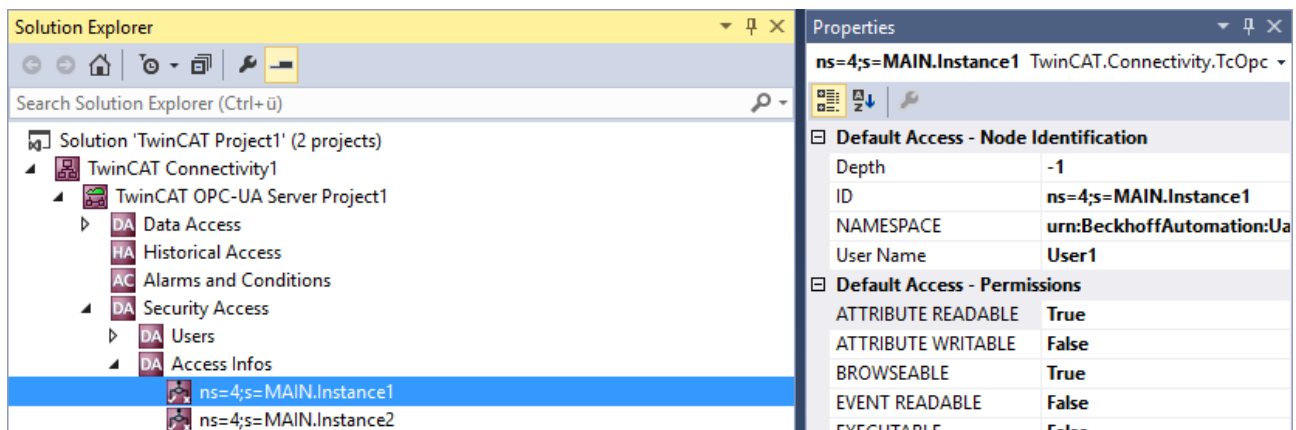 Solution Explorer
Search Solution Explorer (Ctrl+ü)
Solution 'TwinCAT Project1' (2 projects)
TwinCAT Connectivity1
TwinCAT OPC-UA Server Project1
DA Data Access
HA Historical Access
AC Alarms and Conditions
DA Security Access
DA Users
DA Access Infos
ns=4;s=MAIN.Instance1
ns=4;s=MAIN.Instance2
Properties
ns=4;s=MAIN.Instance1 TwinCAT.Connectivity.TcOpc
Default Access - Node Identification
Depth -1
ID ns=4;s=MAIN.Instance1
NAMESPACE urn:BeckhoffAutomation:Ua
User Name User1
Default Access - Permissions
ATTRIBUTE READABLE True
ATTRIBUTE WRITABLE False
BROWSEABLE True
EVENT READABLE False
EXECUTABLE False